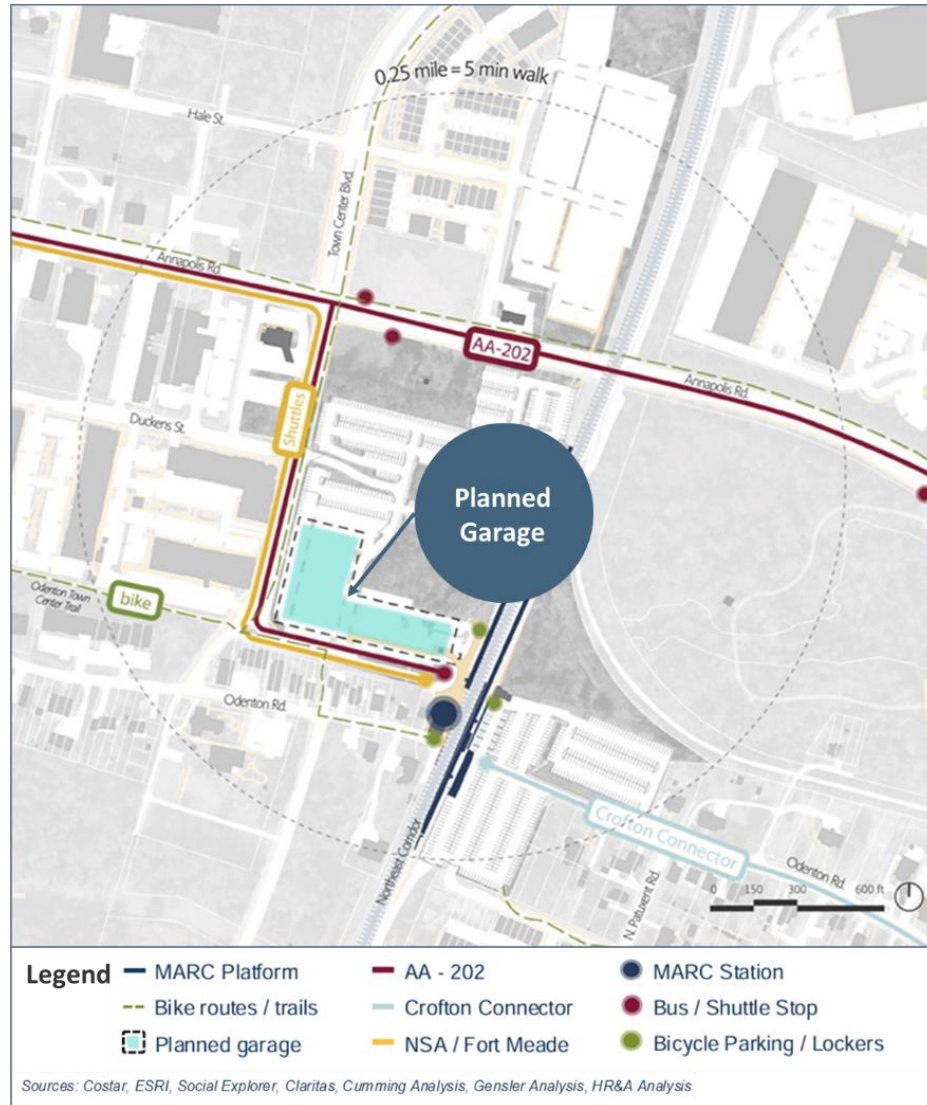 0.25 mile = 5 min walk
Hale St.
Town Center Blvd.
Annapolis Rd.
AA-202
Annapolis Rd.
Shuttles
Duckens St.
Planned
Garage
Odenton Town
Center Trail
bike
Odenton Rd.
Northeast Corridor
Crofton Connector
Odenton Rd.
N. Patuxent Rd.
0 150 300 600 ft
Legend
MARC Platform
AA - 202
MARC Station
Bike routes / trails
Crofton Connector
Bus / Shuttle Stop
Planned garage
NSA / Fort Meade
Bicycle Parking / Lockers
Sources: Costar, ESRI, Social Explorer, Claritas, Cumming Analysis, Gensler Analysis, HR&A Analysis